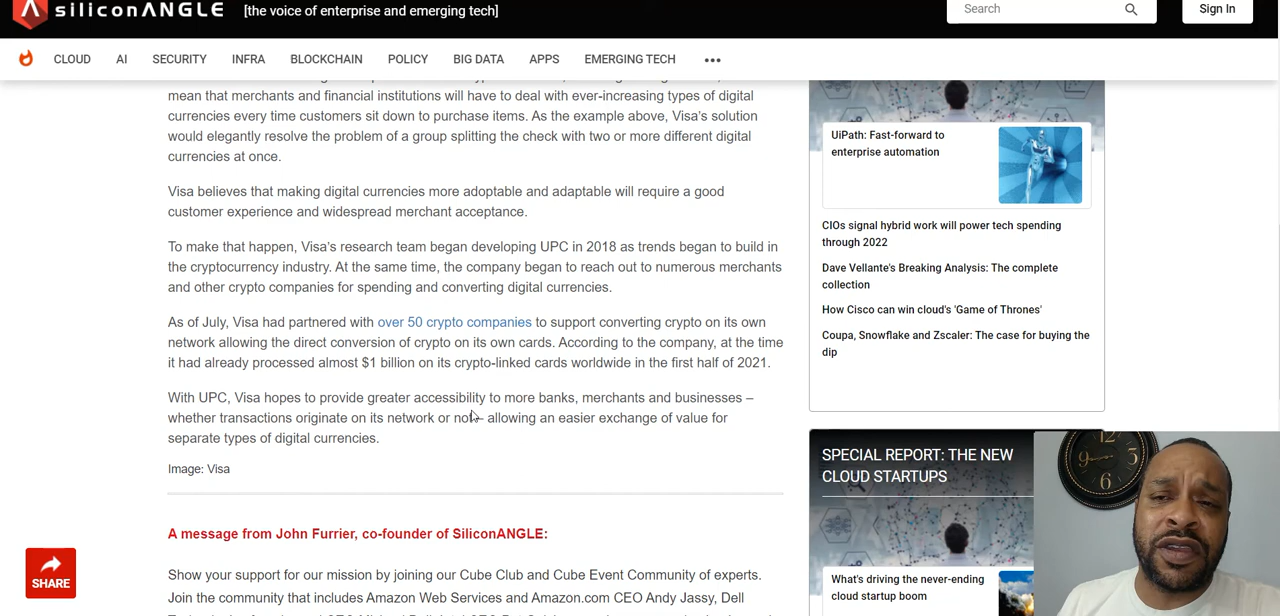 siliconANGLE
[the voice of enterprise and emerging tech]
Search
Sign In
CLOUD
AI
SECURITY
INFRA
BLOCKCHAIN
POLICY
BIG DATA
APPS
EMERGING TECH
mean that merchants and financial institutions will have to deal with ever-increasing types of digital
currencies every time customers sit down to purchase items. As the example above, Visa's solution
would elegantly resolve the problem of a group splitting the check with two or more different digital
currencies at once.
Visa believes that making digital currencies more adoptable and adaptable will require a good
customer experience and widespread merchant acceptance.
To make that happen, Visa's research team began developing UPC in 2018 as trends began to build in
the cryptocurrency industry. At the same time, the company began to reach out to numerous merchants
and other crypto companies for spending and converting digital currencies.
As of July, Visa had partnered with over 50 crypto companies to support converting crypto on its own
network allowing the direct conversion of crypto on its own cards. According to the company, at the time
it had already processed almost $1 billion on its crypto-linked cards worldwide in the first half of 2021.
With UPC, Visa hopes to provide greater accessibility to more banks, merchants and businesses –
whether transactions originate on its network or not – allowing an easier exchange of value for
separate types of digital currencies.
Image: Visa
A message from John Furrier, co-founder of SiliconANGLE:
Show your support for our mission by joining our Cube Club and Cube Event Community of experts.
Join the community that includes Amazon Web Services and Amazon.com CEO Andy Jassy, Dell
SHARE
UiPath: Fast-forward to
enterprise automation
CIOs signal hybrid work will power tech spending
through 2022
Dave Vellante's Breaking Analysis: The complete
collection
How Cisco can win cloud's 'Game of Thrones'
Coupa, Snowflake and Zscaler: The case for buying the
dip
SPECIAL REPORT: THE NEW
CLOUD STARTUPS
What's driving the never-ending
cloud startup boom